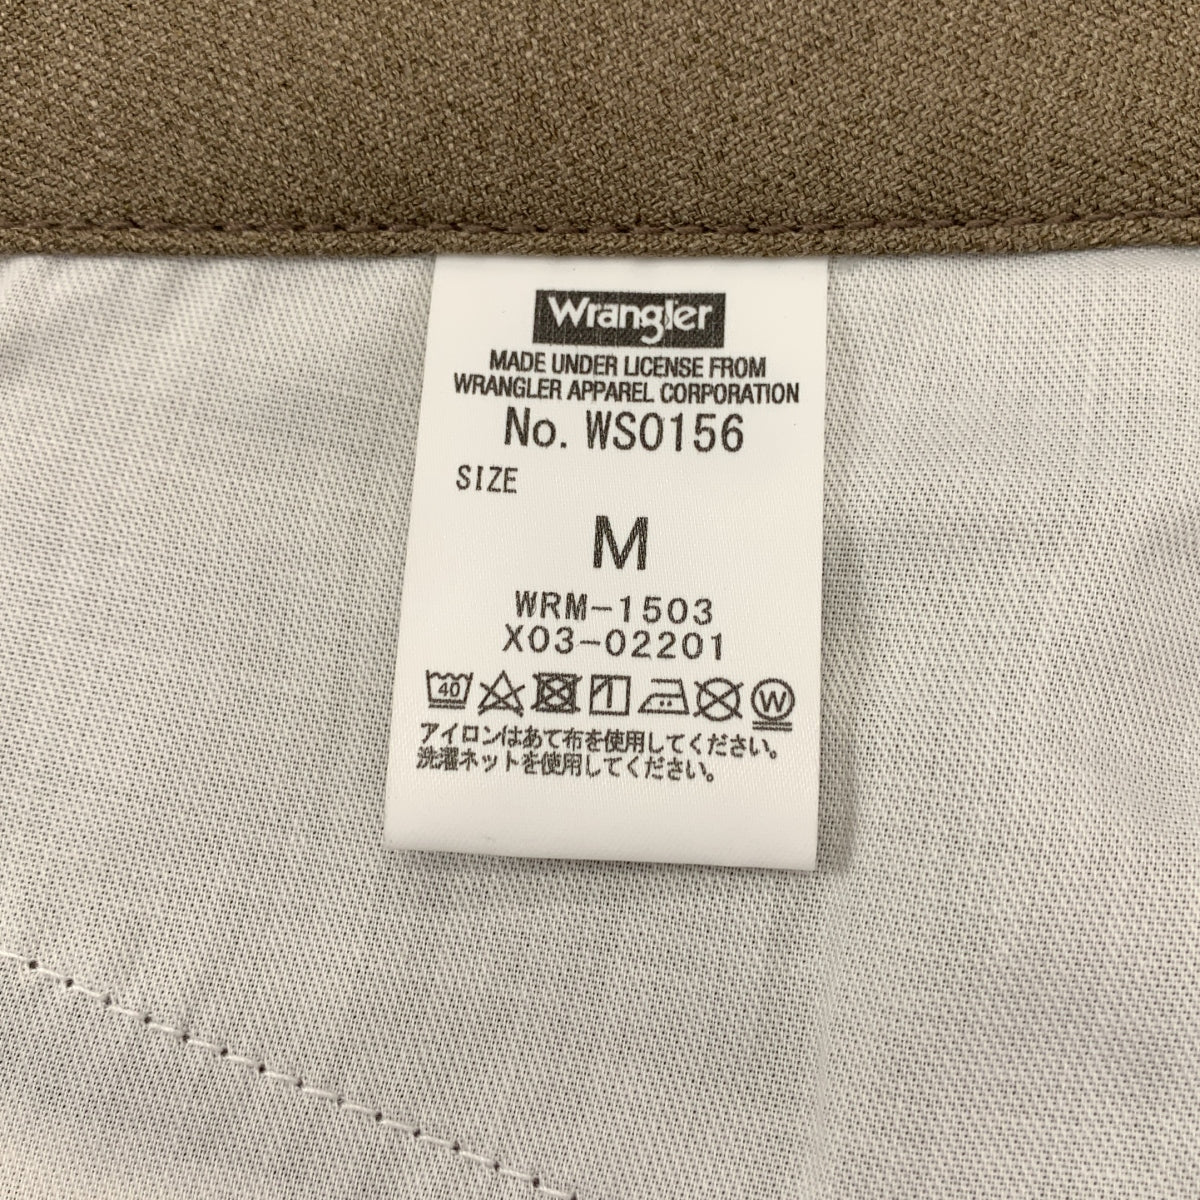 Wrangler
MADE UNDER LICENSE FROM
WRANGLER APPAREL CORPORATION
No. WS0156
SIZE
M
WRM-1503
X03-02201
40 W
アイロンはあて布を使用してください。
洗濯ネットを使用してください。